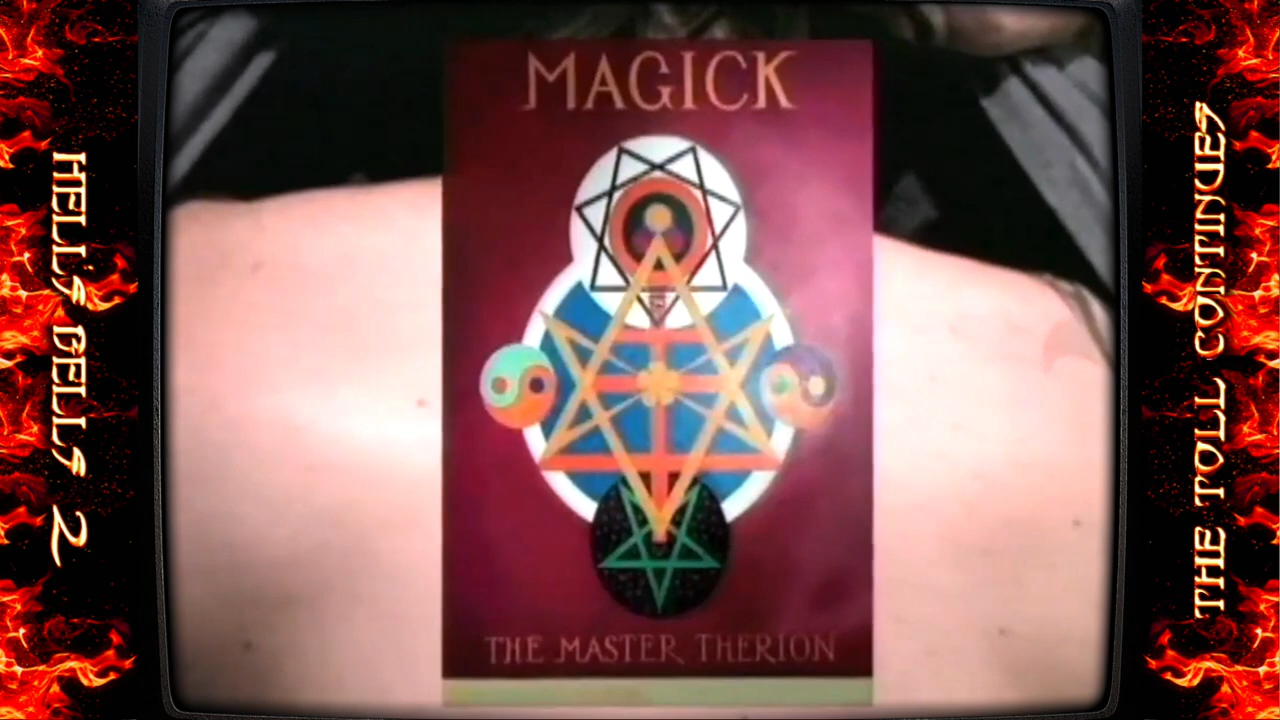 HELL'S BELLS 2
MAGICK
THE MASTER THERION
THE TOLL CONTINUES